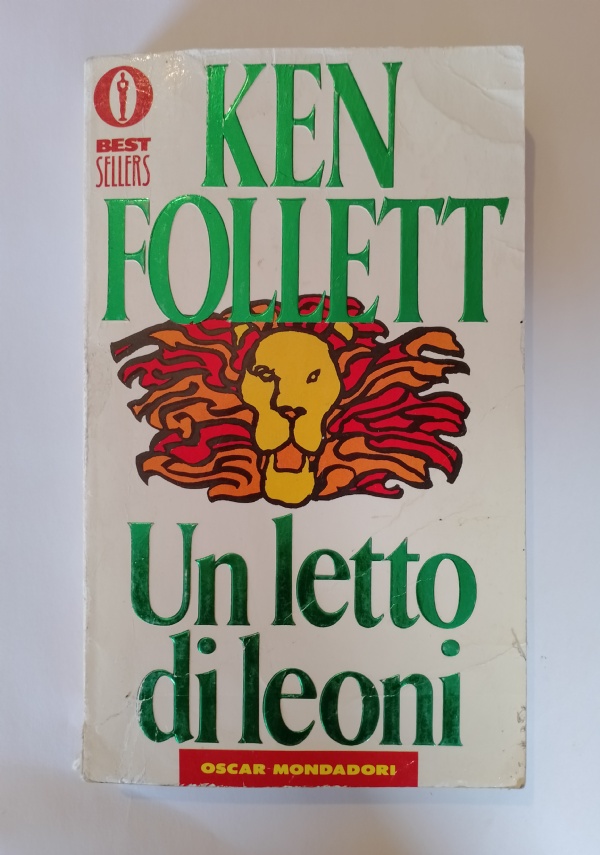 BEST
SELLERS
KEN
FOLLETT
Un letto
di leoni
OSCAR MONDADORI